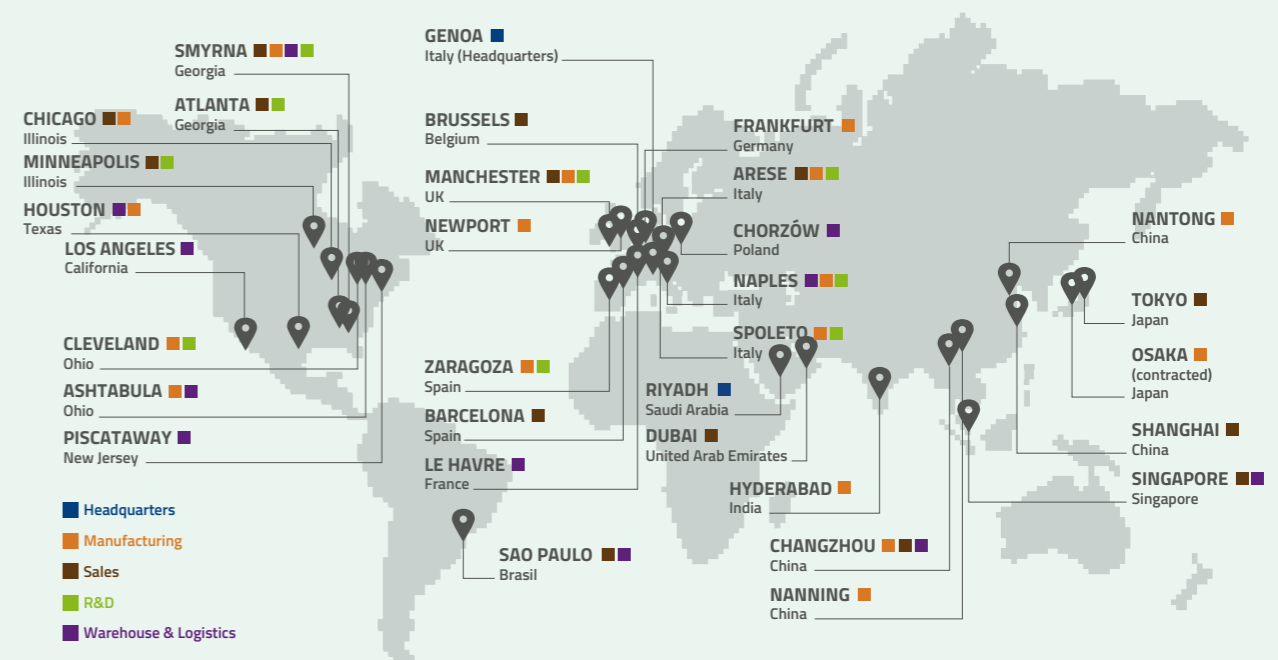 SMYRNA
Georgia
ATLANTA
Georgia
CHICAGO
Illinois
MINNEAPOLIS
Illinois
HOUSTON
Texas
LOS ANGELES
California
CLEVELAND
Ohio
ASHTABULA
Ohio
PISCATAWAY
New Jersey
GENOA
Italy (Headquarters)
BRUSSELS
Belgium
MANCHESTER
UK
NEWPORT
UK
ZARAGOZA
Spain
BARCELONA
Spain
LE HAVRE
France
SAO PAULO
Brasil
FRANKFURT
Germany
ARESE
Italy
CHORZÓW
Poland
NAPLES
Italy
SPOLETO
Italy
RIYADH
Saudi Arabia
DUBAI
United Arab Emirates
HYDERABAD
India
CHANGZHOU
China
NANNING
China
NANTONG
China
TOKYO
Japan
OSAKA
(contracted)
Japan
SHANGHAI
China
SINGAPORE
Singapore
Headquarters
Manufacturing
Sales
R&D
Warehouse & Logistics